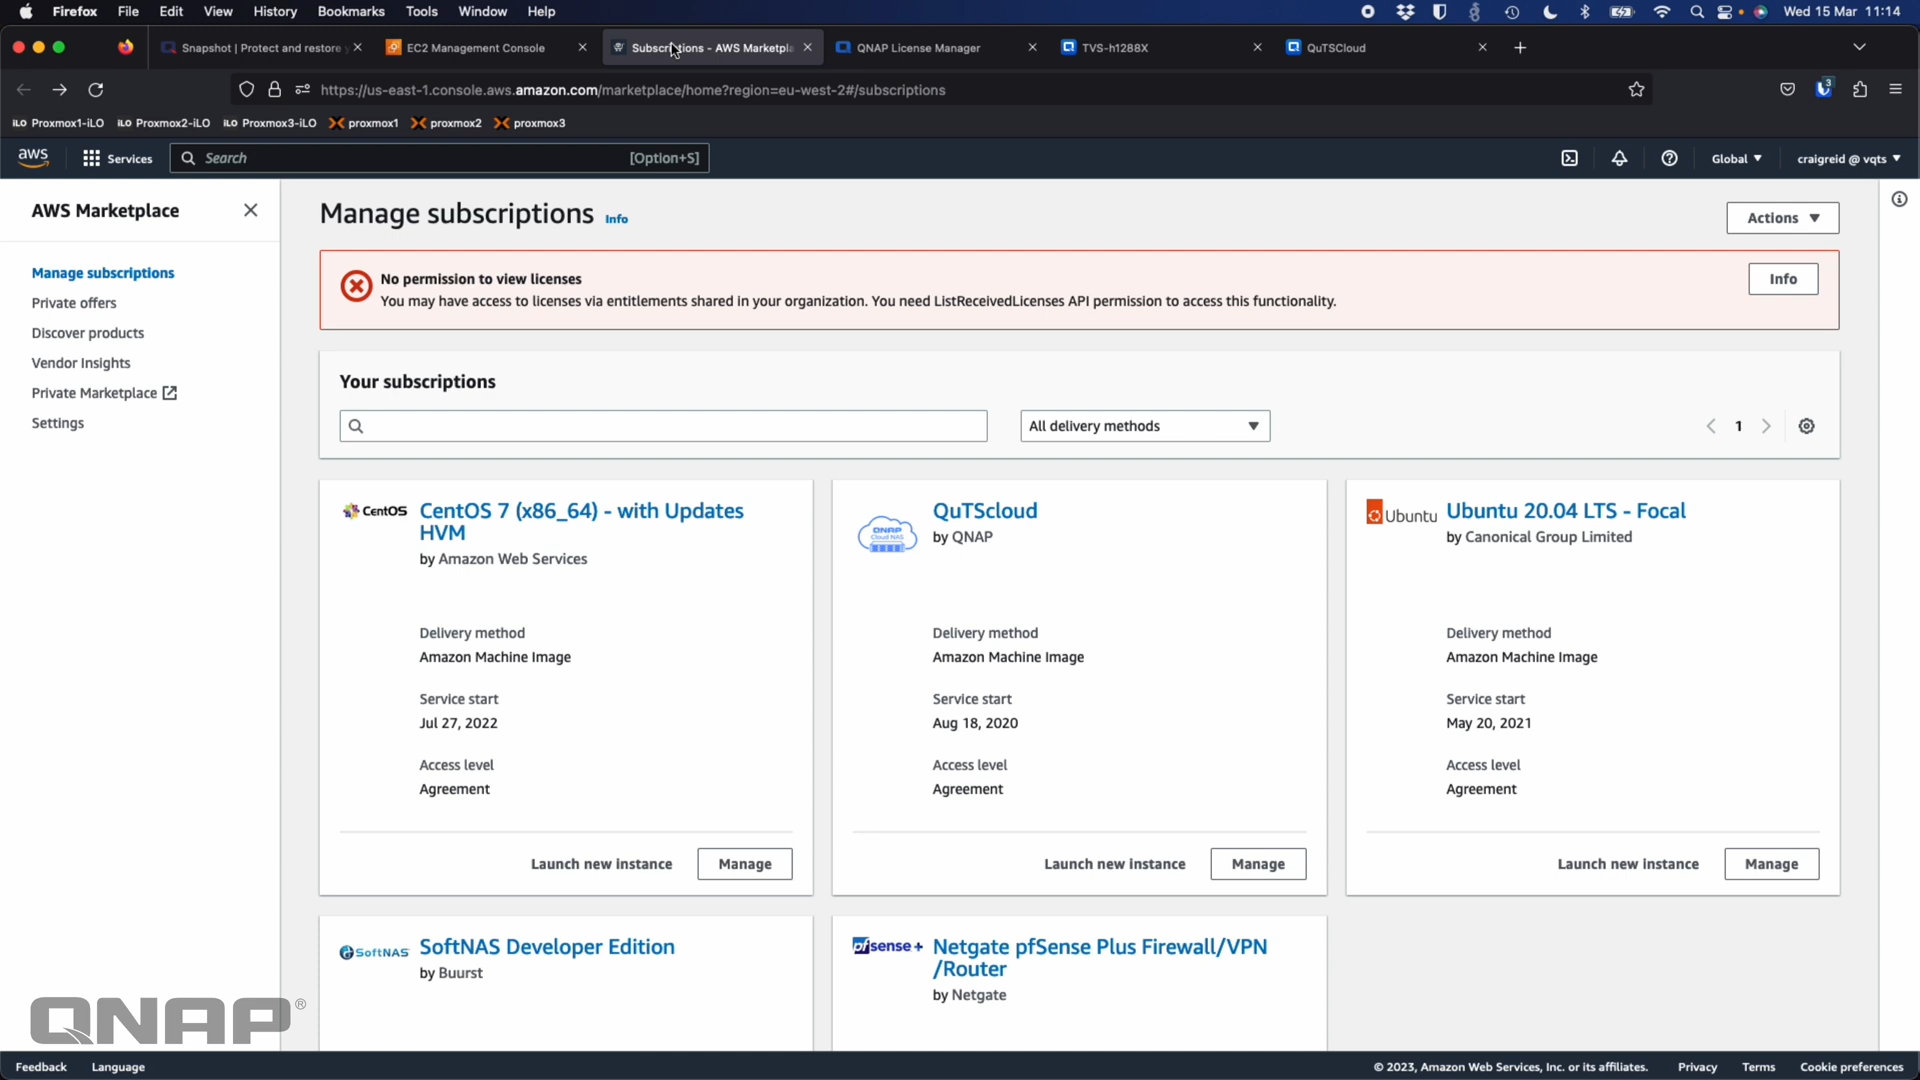 Firefox File Edit View History Bookmarks Tools Window Help Wed 15 Mar 11:14
Snapshot | Protect and restore y
EC2 Management Console
Subscriptions - AWS Marketpla
QNAP License Manager
TVS-h1288X
QuTSCloud
https://us-east-1.console.aws.amazon.com/marketplace/home?region=eu-west-2#/subscriptions
3
iLO Proxmox1-iLO iLO Proxmox2-iLO iLO Proxmox3-iLO proxmox1 proxmox2 proxmox3
aws Services Search [Option+S] Global craigreid @ vqts
AWS Marketplace
Manage subscriptions
Private offers
Discover products
Vendor Insights
Private Marketplace
Settings
Manage subscriptions Info
Actions
No permission to view licenses
You may have access to licenses via entitlements shared in your organization. You need ListReceivedLicenses API permission to access this functionality.
Info
Your subscriptions
All delivery methods
1
CentOS
CentOS 7 (x86_64) - with Updates
HVM
by Amazon Web Services
Delivery method
Amazon Machine Image
Service start
Jul 27, 2022
Access level
Agreement
Launch new instance Manage
QNAP
Cloud NAS
QuTScloud
by QNAP
Delivery method
Amazon Machine Image
Service start
Aug 18, 2020
Access level
Agreement
Launch new instance Manage
Ubuntu
Ubuntu 20.04 LTS - Focal
by Canonical Group Limited
Delivery method
Amazon Machine Image
Service start
May 20, 2021
Access level
Agreement
Launch new instance Manage
SoftNAS
SoftNAS Developer Edition
by Buurst
pfsense +
Netgate pfSense Plus Firewall/VPN
/Router
by Netgate
QNAP®
Feedback Language © 2023, Amazon Web Services, Inc. or its affiliates. Privacy Terms Cookie preferences